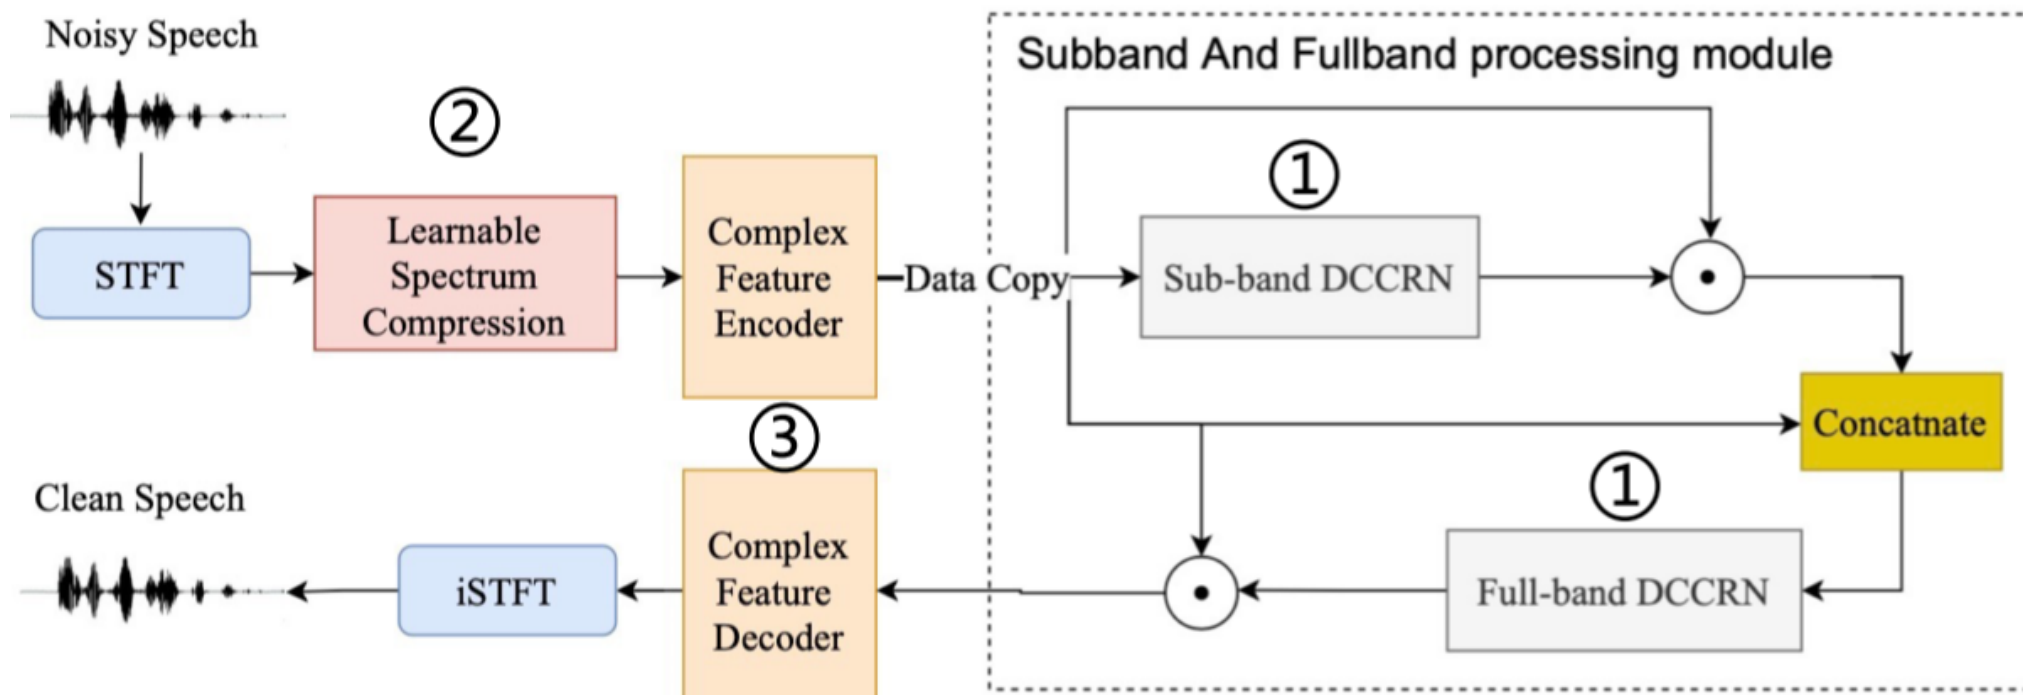 Noisy Speech
Subband And Fullband processing module
②
①
STFT
Learnable
Spectrum
Compression
Complex
Feature
Encoder
Data Copy
Sub-band DCCRN
Concatnate
③
①
Clean Speech
iSTFT
Complex
Feature
Decoder
Full-band DCCRN